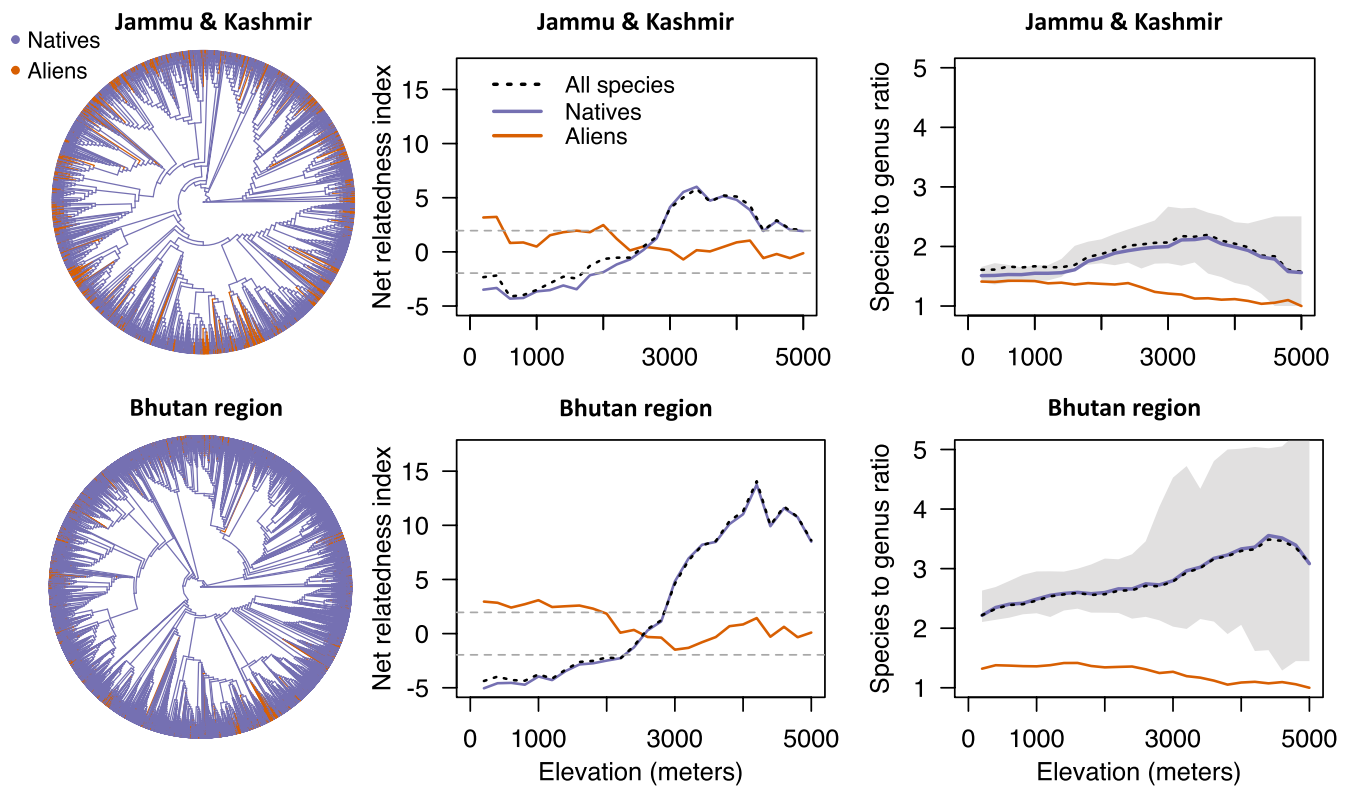 Jammu & Kashmir
Natives
Aliens
Jammu & Kashmir
Net relatedness index
15
10
5
0
-5
All species
Natives
Aliens
0 1000 3000 5000
Jammu & Kashmir
Species to genus ratio
5
4
3
2
1
0 1000 3000 5000
Bhutan region
Bhutan region
Net relatedness index
15
10
5
0
-5
0 1000 3000 5000
Elevation (meters)
Bhutan region
Species to genus ratio
5
4
3
2
1
0 1000 3000 5000
Elevation (meters)